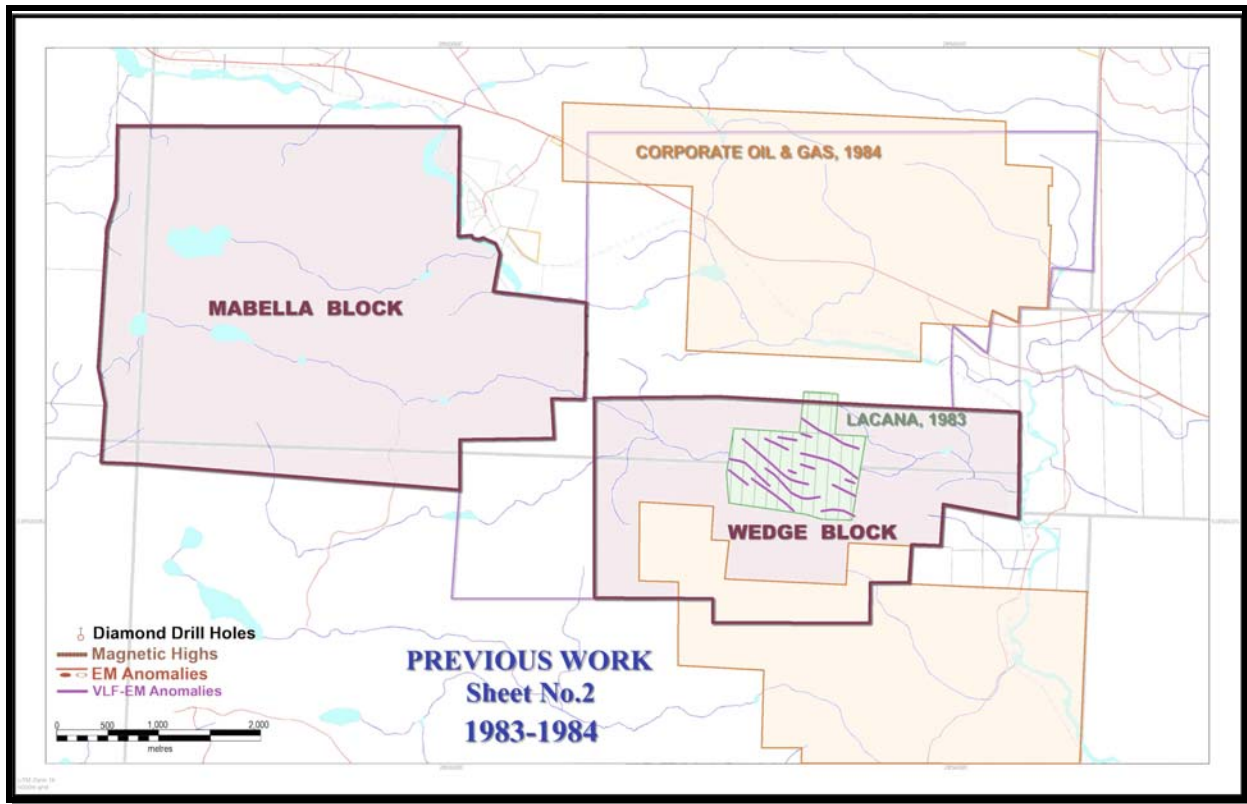 CORPORATE OIL & GAS, 1984
MABELLA BLOCK
LACANA, 1983
WEDGE BLOCK
Diamond Drill Holes
Magnetic Highs
EM Anomalies
VLF-EM Anomalies
0 500 1,000 2,000
metres
PREVIOUS WORK
Sheet No.2
1983-1984